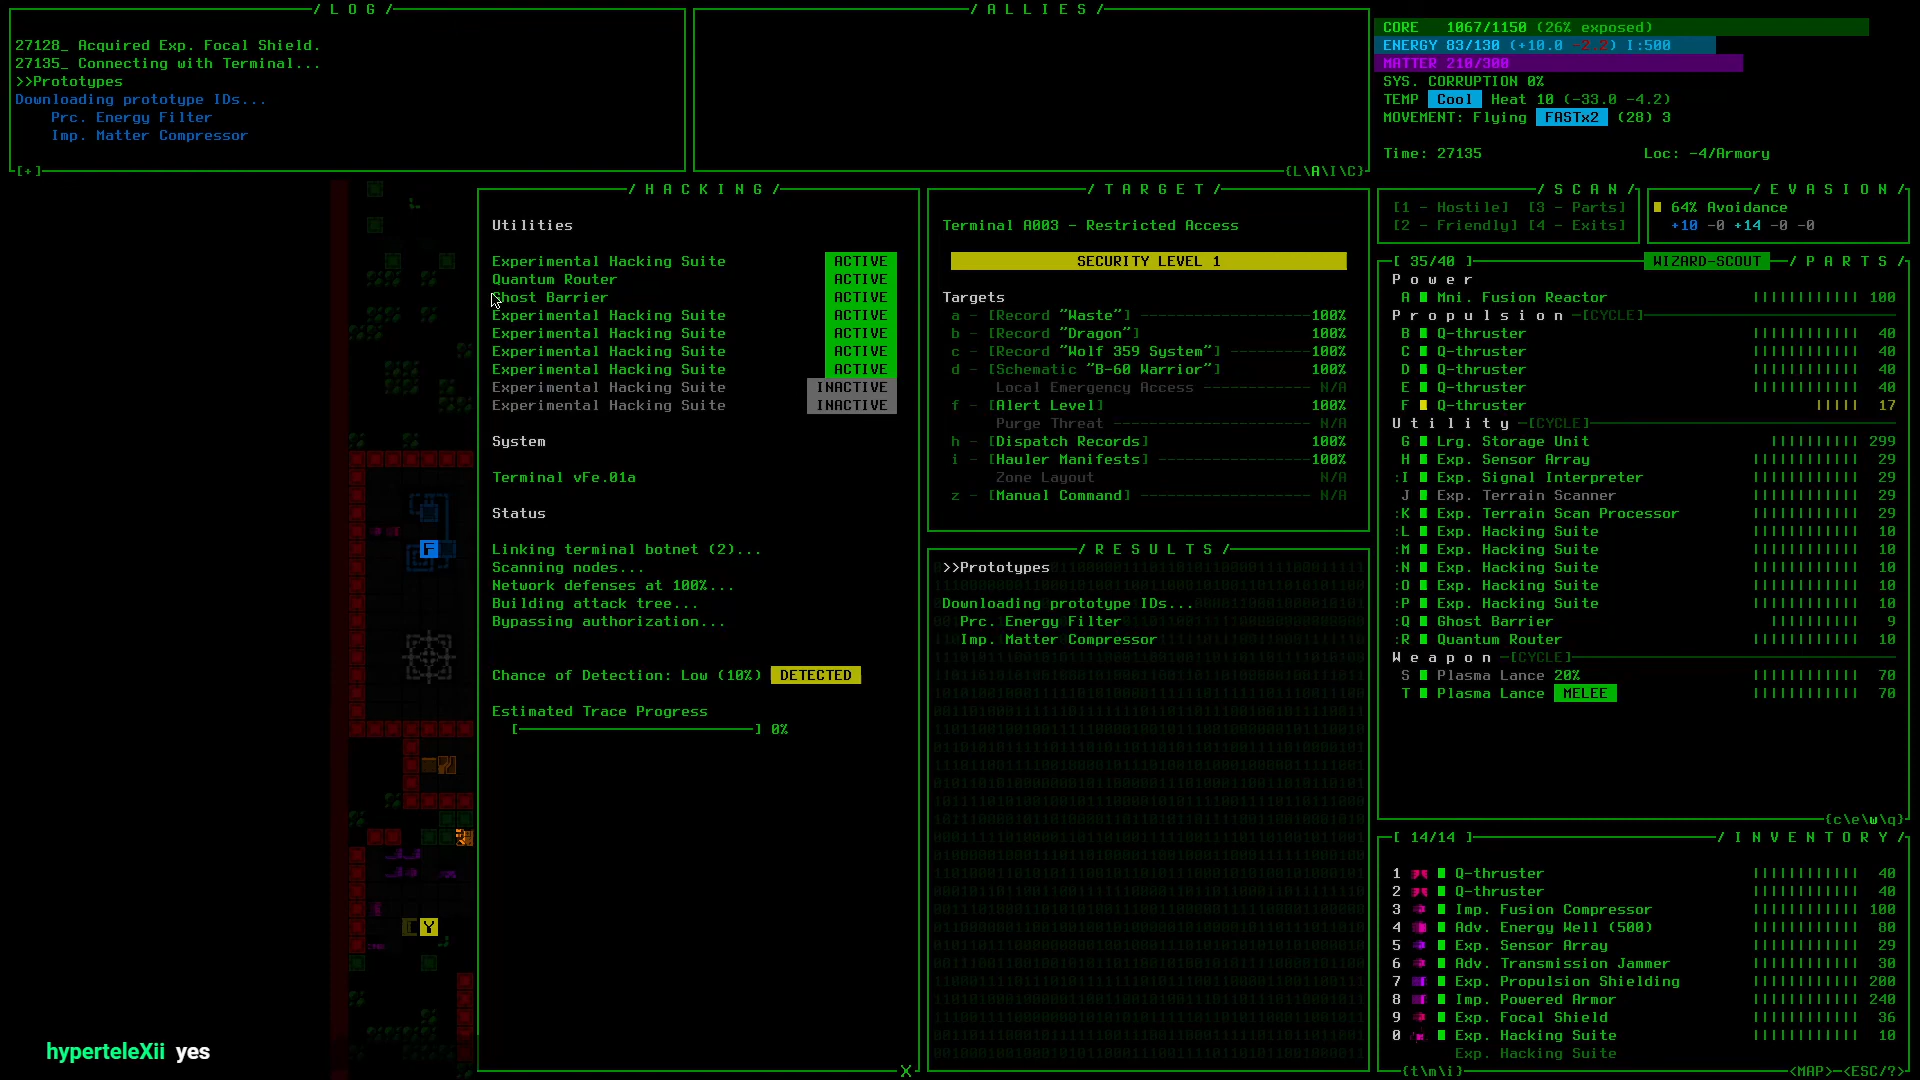 / L O G /
27128_ Acquired Exp. Focal Shield.
27135_ Connecting with Terminal...
>>Prototypes
Downloading prototype IDs...
Prc. Energy Filter
Imp. Matter Compressor
[+]
/ A L L I E S /
(L\A\I\C)
CORE 1067/1150 (26% exposed)
ENERGY 83/130 (+10.0 -2.2) I:500
MATTER 210/300
SYS. CORRUPTION 0%
TEMP Cool Heat 10 (-33.0 -4.2)
MOVEMENT: Flying FASTx2 (28) 3
Time: 27135 Loc: -4/Armory
/ S C A N /
[1 - Hostile] [3 - Parts]
[2 - Friendly] [4 - Exits]
/ E V A S I O N /
64% Avoidance
+10 -0 +14 -0 -0
/ H A C K I N G /
Utilities
Experimental Hacking Suite ACTIVE
Quantum Router ACTIVE
Ghost Barrier ACTIVE
Experimental Hacking Suite ACTIVE
Experimental Hacking Suite ACTIVE
Experimental Hacking Suite ACTIVE
Experimental Hacking Suite ACTIVE
Experimental Hacking Suite INACTIVE
Experimental Hacking Suite INACTIVE
System
Terminal vFe.01a
Status
Linking terminal botnet (2)...
Scanning nodes...
Network defenses at 100%...
Building attack tree...
Bypassing authorization...
Chance of Detection: Low (10%) DETECTED
Estimated Trace Progress
[ ] 0%
X
/ T A R G E T /
Terminal A003 - Restricted Access
SECURITY LEVEL 1
Targets
a - [Record "Waste"] 100%
b - [Record "Dragon"] 100%
c - [Record "Wolf 359 System"] 100%
d - [Schematic "B-60 Warrior"] 100%
Local Emergency Access N/A
f - [Alert Level] 100%
Purge Threat N/A
h - [Dispatch Records] 100%
i - [Hauler Manifests] 100%
Zone Layout N/A
z - [Manual Command] N/A
/ R E S U L T S /
>>Prototypes
Downloading prototype IDs...
Prc. Energy Filter
Imp. Matter Compressor
[ 35/40 ] WIZARD-SCOUT / P A R T S /
P o w e r
A Mni. Fusion Reactor 100
P r o p u l s i o n [CYCLE]
B Q-thruster 40
C Q-thruster 40
D Q-thruster 40
E Q-thruster 40
F Q-thruster 17
U t i l i t y [CYCLE]
G Lrg. Storage Unit 299
H Exp. Sensor Array 29
:I Exp. Signal Interpreter 29
J Exp. Terrain Scanner 29
:K Exp. Terrain Scan Processor 29
:L Exp. Hacking Suite 10
:M Exp. Hacking Suite 10
:N Exp. Hacking Suite 10
:O Exp. Hacking Suite 10
:P Exp. Hacking Suite 10
:Q Ghost Barrier 9
:R Quantum Router 10
W e a p o n [CYCLE]
S Plasma Lance 20% 70
T Plasma Lance MELEE 70
(c\e\w\q)
[ 14/14 ] / I N V E N T O R Y /
1 Q-thruster 40
2 Q-thruster 40
3 Imp. Fusion Compressor 100
4 Adv. Energy Well (500) 80
5 Exp. Sensor Array 29
6 Adv. Transmission Jammer 30
7 Exp. Propulsion Shielding 200
8 Imp. Powered Armor 240
9 Exp. Focal Shield 36
0 Exp. Hacking Suite 10
Exp. Hacking Suite
(t\m\i) <MAP> <ESC/?>
F
Y
hyperteleXii yes